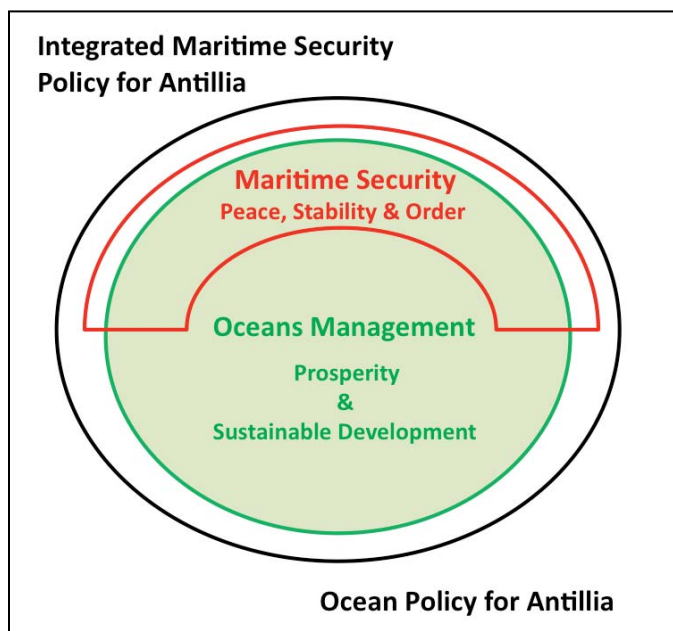 Integrated Maritime Security
Policy for Antillia
Maritime Security
Peace, Stability & Order
Oceans Management
Prosperity
&
Sustainable Development
Ocean Policy for Antillia